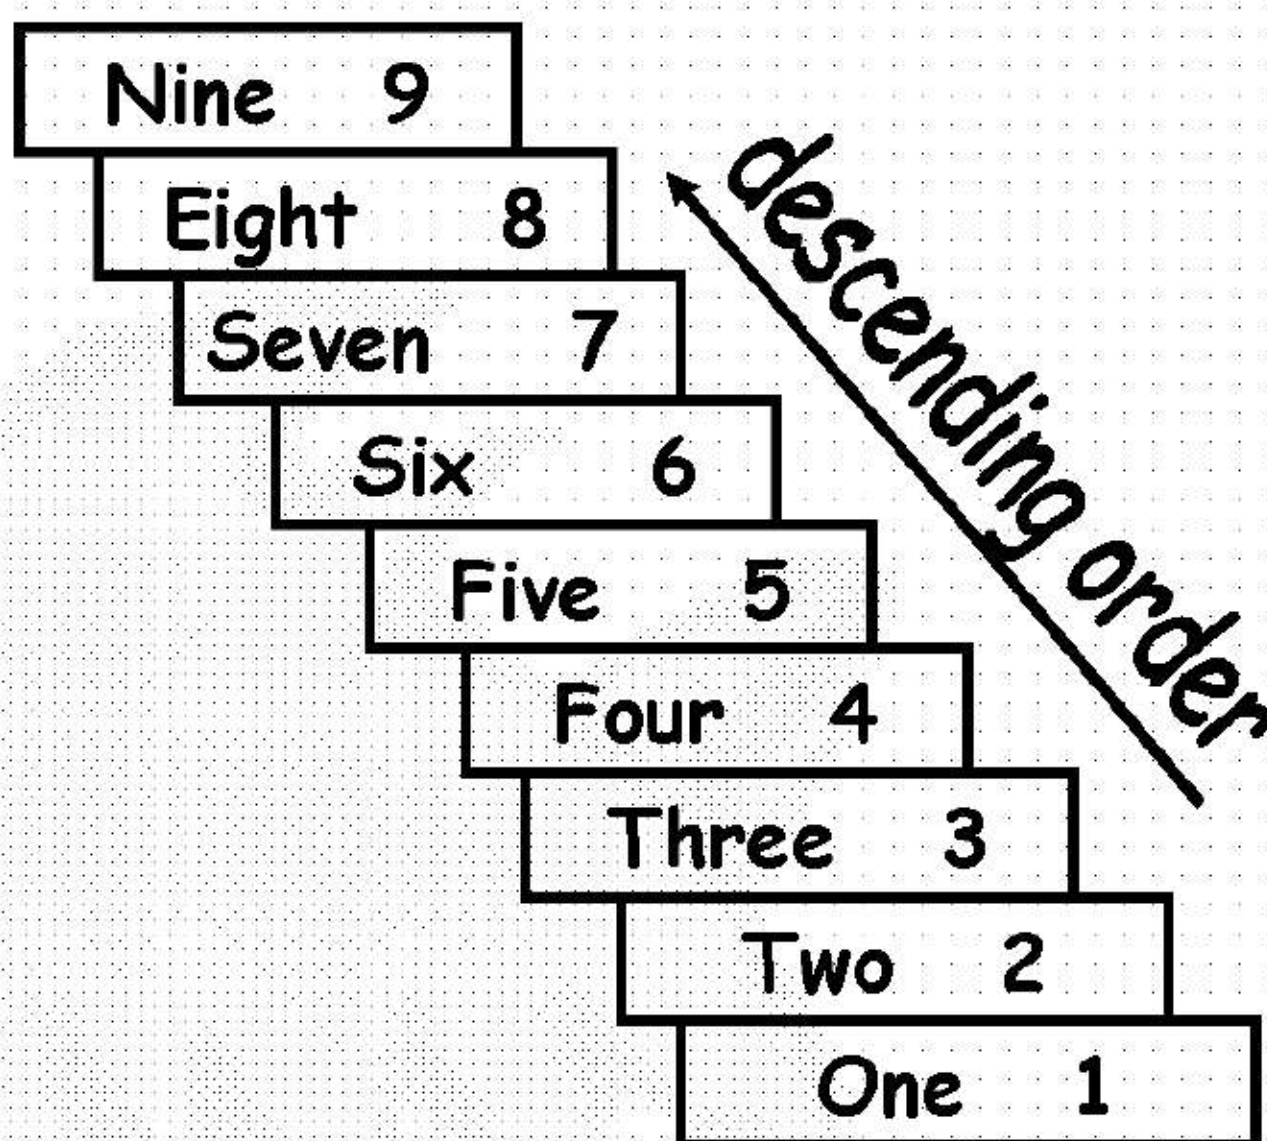 Nine 9
Eight 8
Seven 7
Six 6
Five 5
Four 4
Three 3
Two 2
One 1
descending order